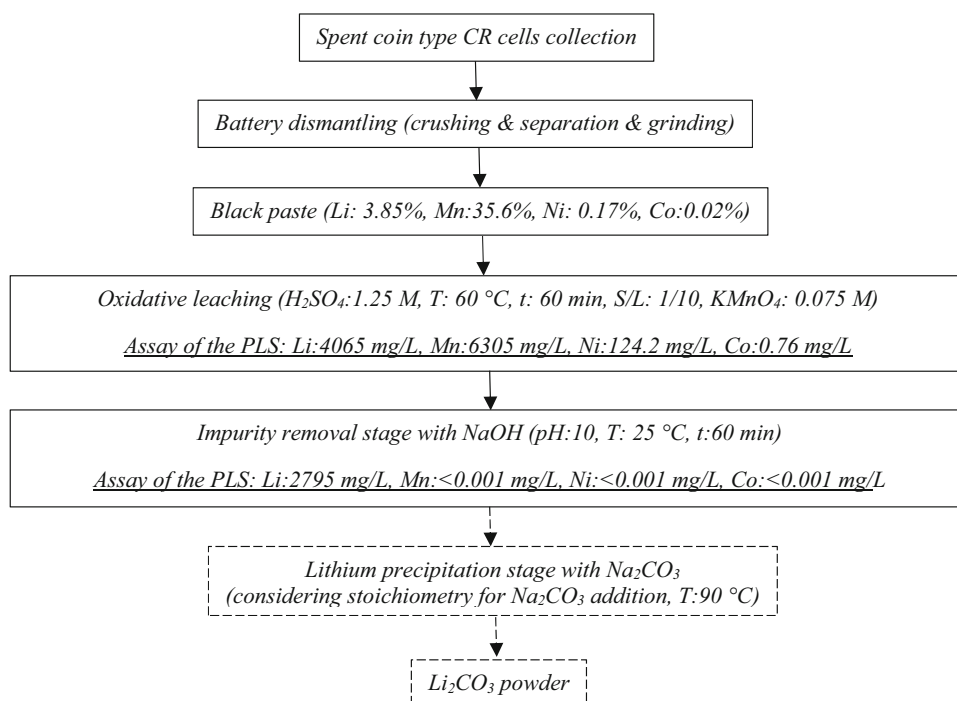 Spent coin type CR cells collection
Battery dismantling (crushing & separation & grinding)
Black paste (Li: 3.85%, Mn:35.6%, Ni: 0.17%, Co:0.02%)
Oxidative leaching (H₂SO₄:1.25 M, T: 60 °C, t: 60 min, S/L: 1/10, KMnO₄: 0.075 M)
Assay of the PLS: Li:4065 mg/L, Mn:6305 mg/L, Ni:124.2 mg/L, Co:0.76 mg/L
Impurity removal stage with NaOH (pH:10, T: 25 °C, t:60 min)
Assay of the PLS: Li:2795 mg/L, Mn:<0.001 mg/L, Ni:<0.001 mg/L, Co:<0.001 mg/L
Lithium precipitation stage with Na₂CO₃
(considering stoichiometry for Na₂CO₃ addition, T:90 °C)
Li₂CO₃ powder